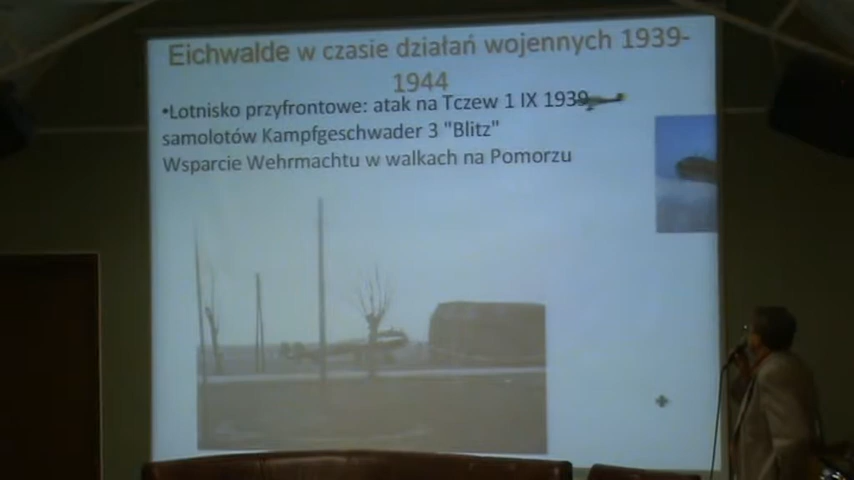 Eichwalde w czasie działań wojennych 1939-
1944
•Lotnisko przyfrontowe: atak na Tczew 1 IX 1939
samolotów Kampfgeschwader 3 "Blitz"
Wsparcie Wehrmachtu w walkach na Pomorzu